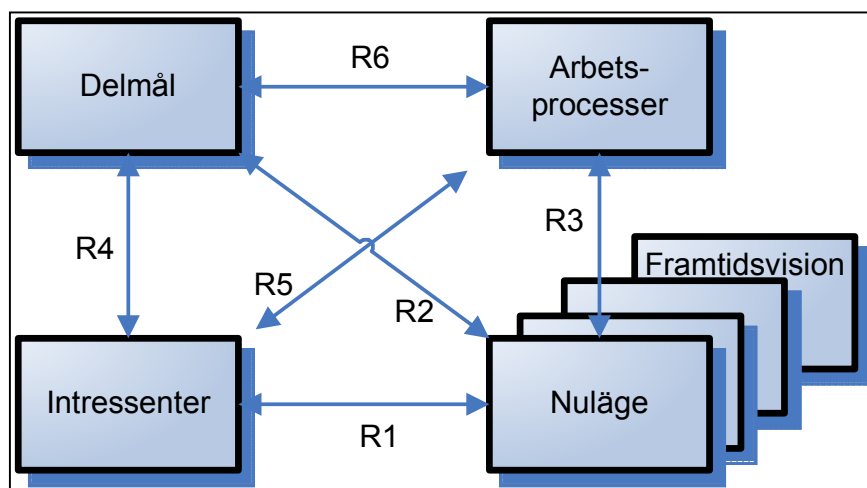 Delmål
R6
Arbets-
processer
R4
R5
R2
R3
Framtidsvision
Intressenter
R1
Nuläge